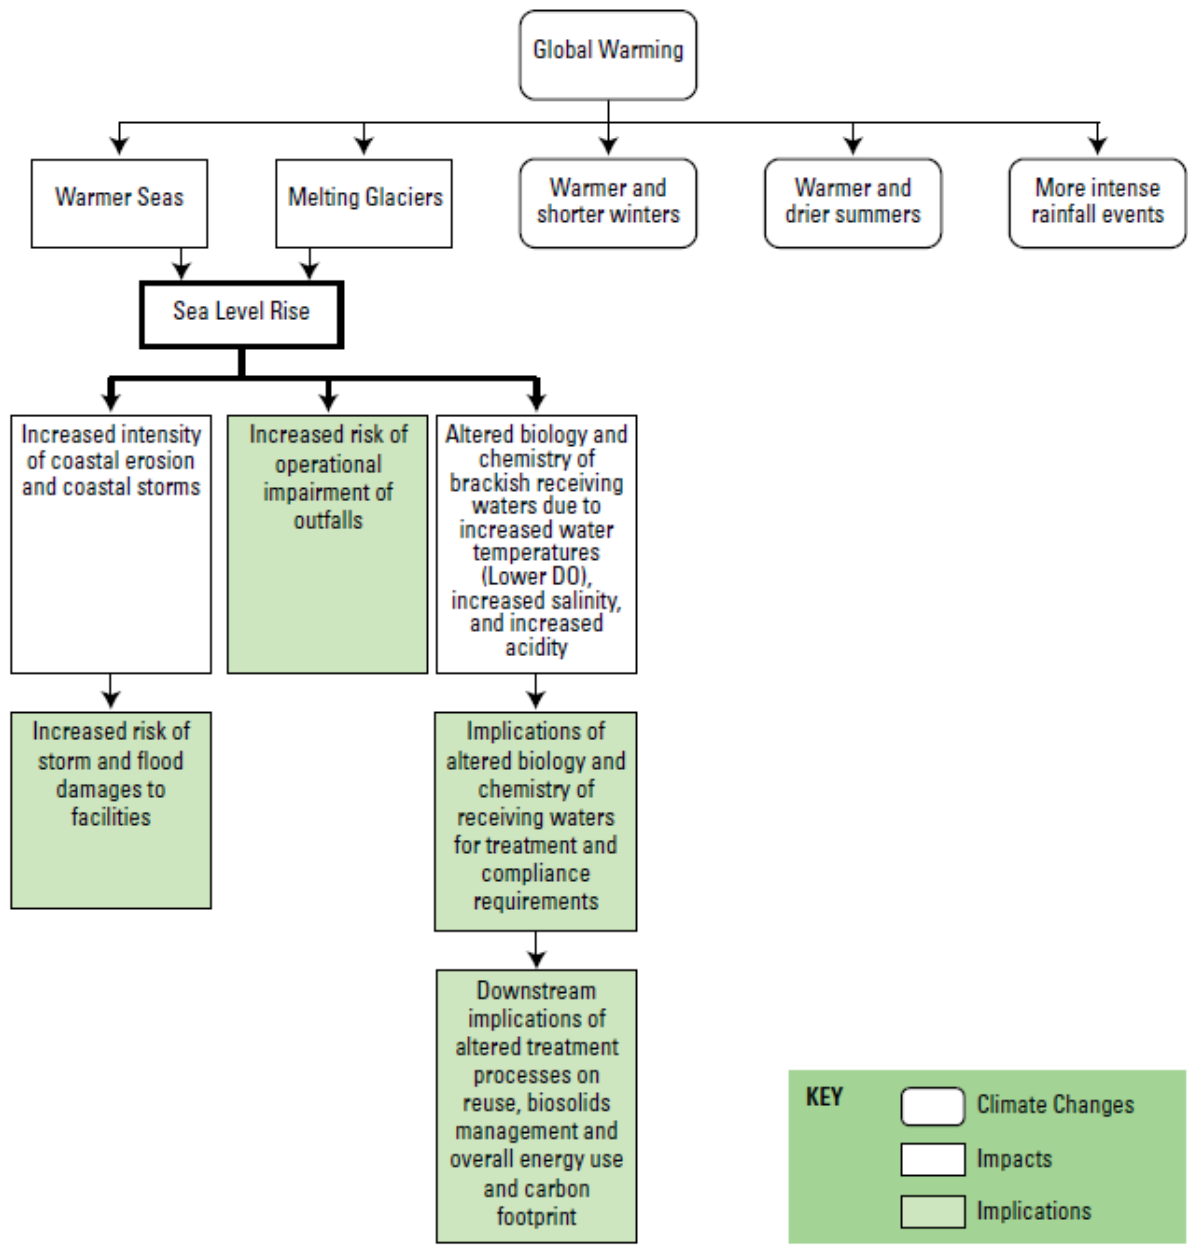 Global Warming
Warmer Seas
Melting Glaciers
Warmer and
shorter winters
Warmer and
drier summers
More intense
rainfall events
Sea Level Rise
Increased intensity
of coastal erosion
and coastal storms
Increased risk of
operational
impairment of
outfalls
Altered biology and
chemistry of
brackish receiving
waters due to
increased water
temperatures
(Lower DO),
increased salinity,
and increased
acidity
Increased risk of
storm and flood
damages to
facilities
Implications of
altered biology and
chemistry of
receiving waters
for treatment and
compliance
requirements
Downstream
implications of
altered treatment
processes on
reuse, biosolids
management and
overall energy use
and carbon
footprint
KEY
Climate Changes
Impacts
Implications